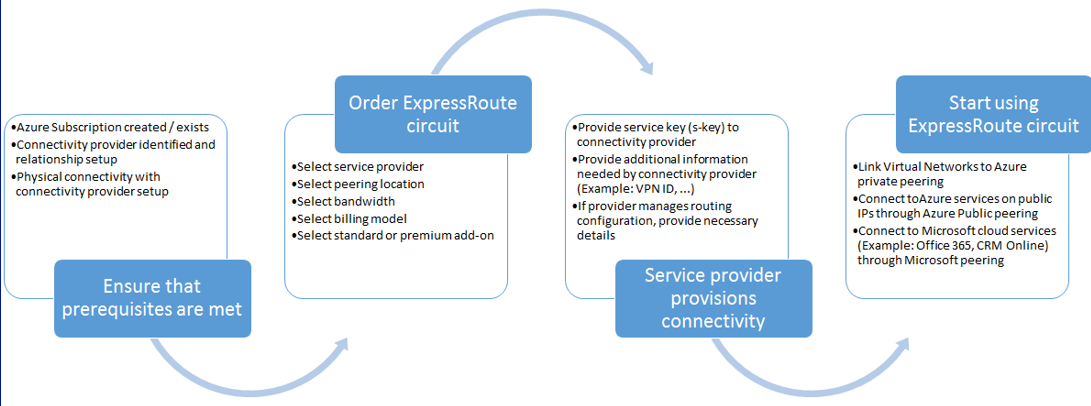 •Azure Subscription created / exists
•Connectivity provider identified and
relationship setup
•Physical connectivity with
connectivity provider setup
Ensure that
prerequisites are met
Order ExpressRoute
circuit
•Select service provider
•Select peering location
•Select bandwidth
•Select billing model
•Select standard or premium add-on
•Provide service key (s-key) to
connectivity provider
•Provide additional information
needed by connectivity provider
(Example: VPN ID, ...)
•If provider manages routing
configuration, provide necessary
details
Service provider
provisions
connectivity
Start using
ExpressRoute circuit
•Link Virtual Networks to Azure
private peering
•Connect toAzure services on public
IPs through Azure Public peering
•Connect to Microsoft cloud services
(Example: Office 365, CRM Online)
through Microsoft peering